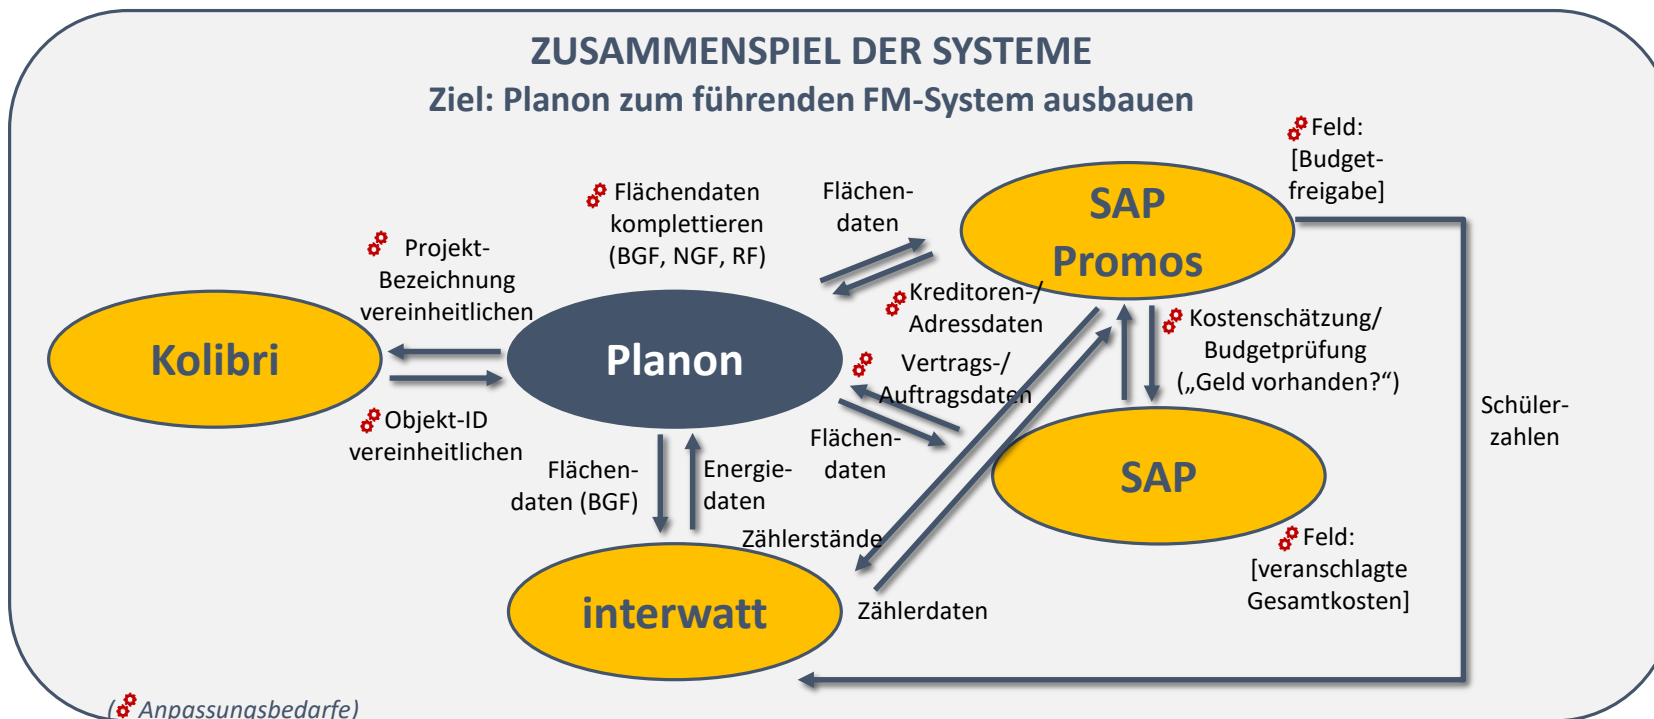 ZUSAMMENSPIEL DER SYSTEME
Ziel: Planon zum führenden FM-System ausbauen
Feld:
[Budget-
freigabe]
Flächendaten
komplettieren
(BGF, NGF, RF)
Flächen-
daten
SAP
Promos
Projekt-
Bezeichnung
vereinheitlichen
Kreditoren-/
Adressdaten
Kostenschätzung/
Budgetprüfung
(„Geld vorhanden?“)
Kolibri
Planon
Vertrags-/
Auftragsdaten
Objekt-ID
vereinheitlichen
Flächen-
daten
Schüler-
zahlen
Flächen-
daten (BGF)
Energie-
daten
SAP
Zählerstände
Feld:
[veranschlagte
Gesamtkosten]
interwatt
Zählerdaten
(Anpassungsbedarfe)